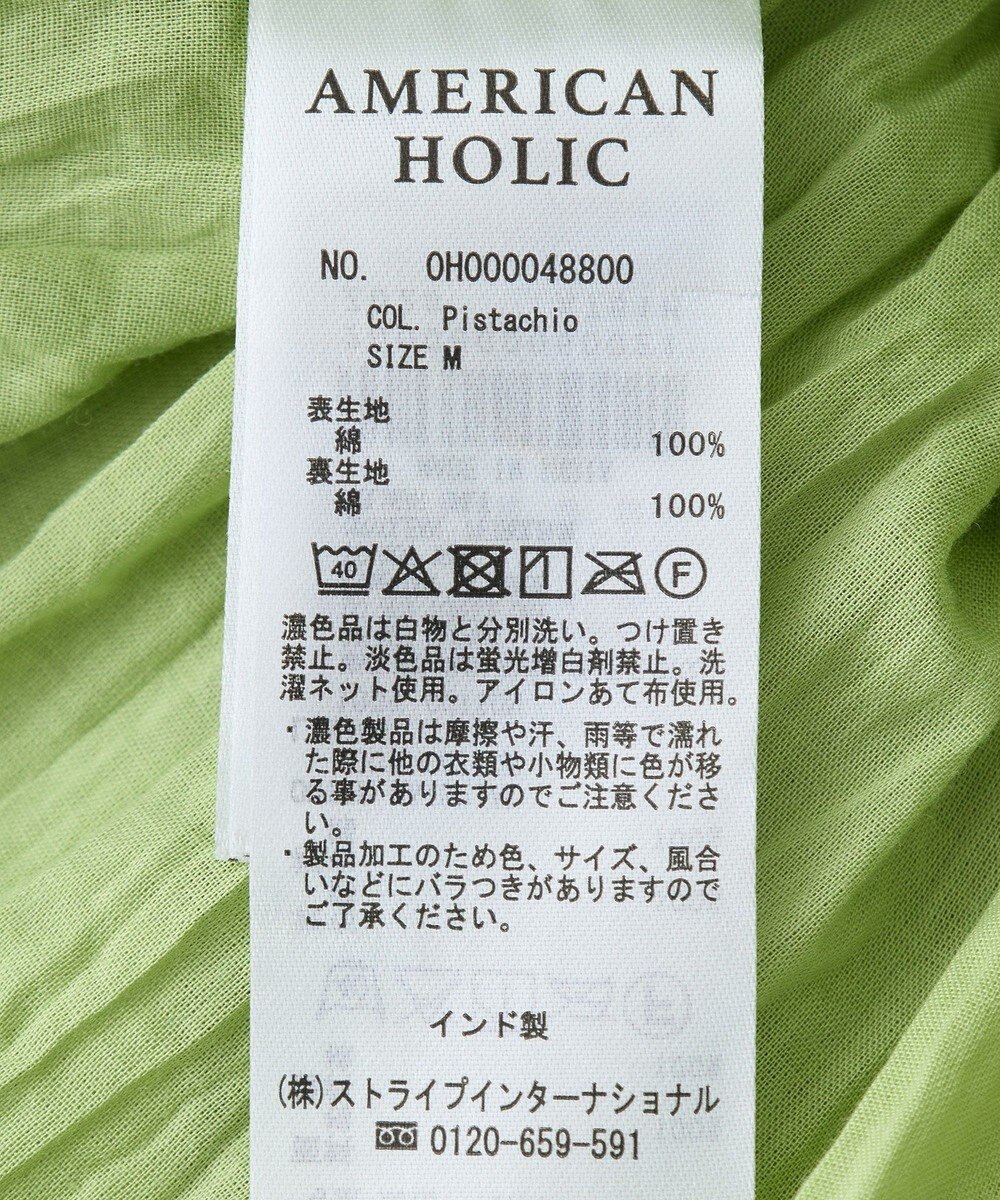 AMERICAN
HOLIC
NO. 0H000048800
COL. Pistachio
SIZE M
表生地
綿 100%
裏生地
綿 100%
40 F
濃色品は白物と分別洗い。つけ置き
禁止。淡色品は蛍光増白剤禁止。洗
濯ネット使用。アイロンあて布使用。
・濃色製品は摩擦や汗、雨等で濡れ
た際に他の衣類や小物類に色が移
る事がありますのでご注意くださ
い。
・製品加工のため色、サイズ、風合
いなどにバラつきがありますので
ご了承ください。
インド製
(株)ストライプインターナショナル
0120-659-591